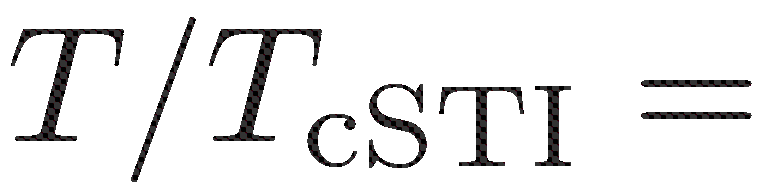 T/T_cSTI =